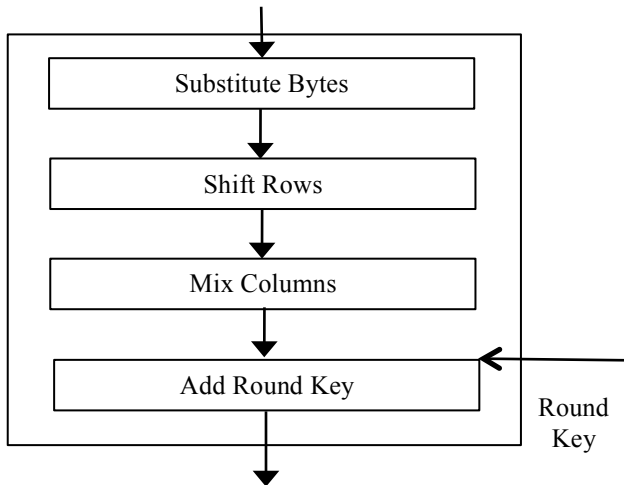 Substitute Bytes
Shift Rows
Mix Columns
Add Round Key
Round
Key